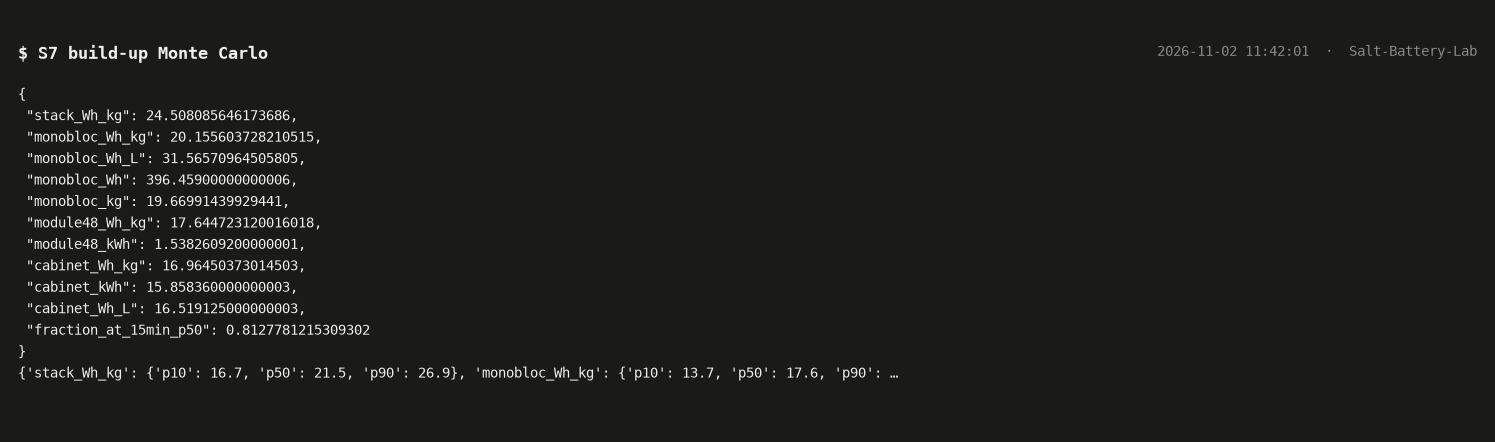 $ S7 build-up Monte Carlo
2026-11-02 11:42:01 · Salt-Battery-Lab
{
"stack_Wh_kg": 24.508085646173686,
"monobloc_Wh_kg": 20.155603728210515,
"monobloc_Wh_L": 31.56570964505805,
"monobloc_Wh": 396.45900000000006,
"monobloc_kg": 19.66991439929441,
"module48_Wh_kg": 17.644723120016018,
"module48_kWh": 1.5382609200000001,
"cabinet_Wh_kg": 16.96450373014503,
"cabinet_kWh": 15.858360000000003,
"cabinet_Wh_L": 16.519125000000003,
"fraction_at_15min_p50": 0.8127781215309302
}
{'stack_Wh_kg': {'p10': 16.7, 'p50': 21.5, 'p90': 26.9}, 'monobloc_Wh_kg': {'p10': 13.7, 'p50': 17.6, 'p90': …